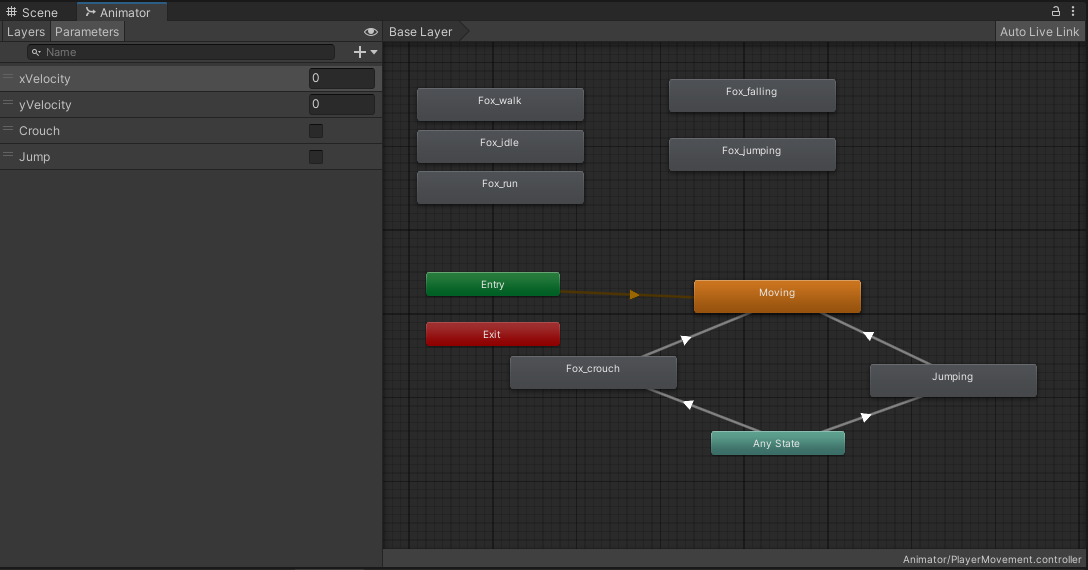 Scene
Animator
Layers Parameters
Base Layer
Auto Live Link
Name
xVelocity 0
yVelocity 0
Crouch
Jump
Fox_walk
Fox_idle
Fox_run
Fox_falling
Fox_jumping
Entry
Moving
Exit
Fox_crouch
Jumping
Any State
Animator/PlayerMovement.controller